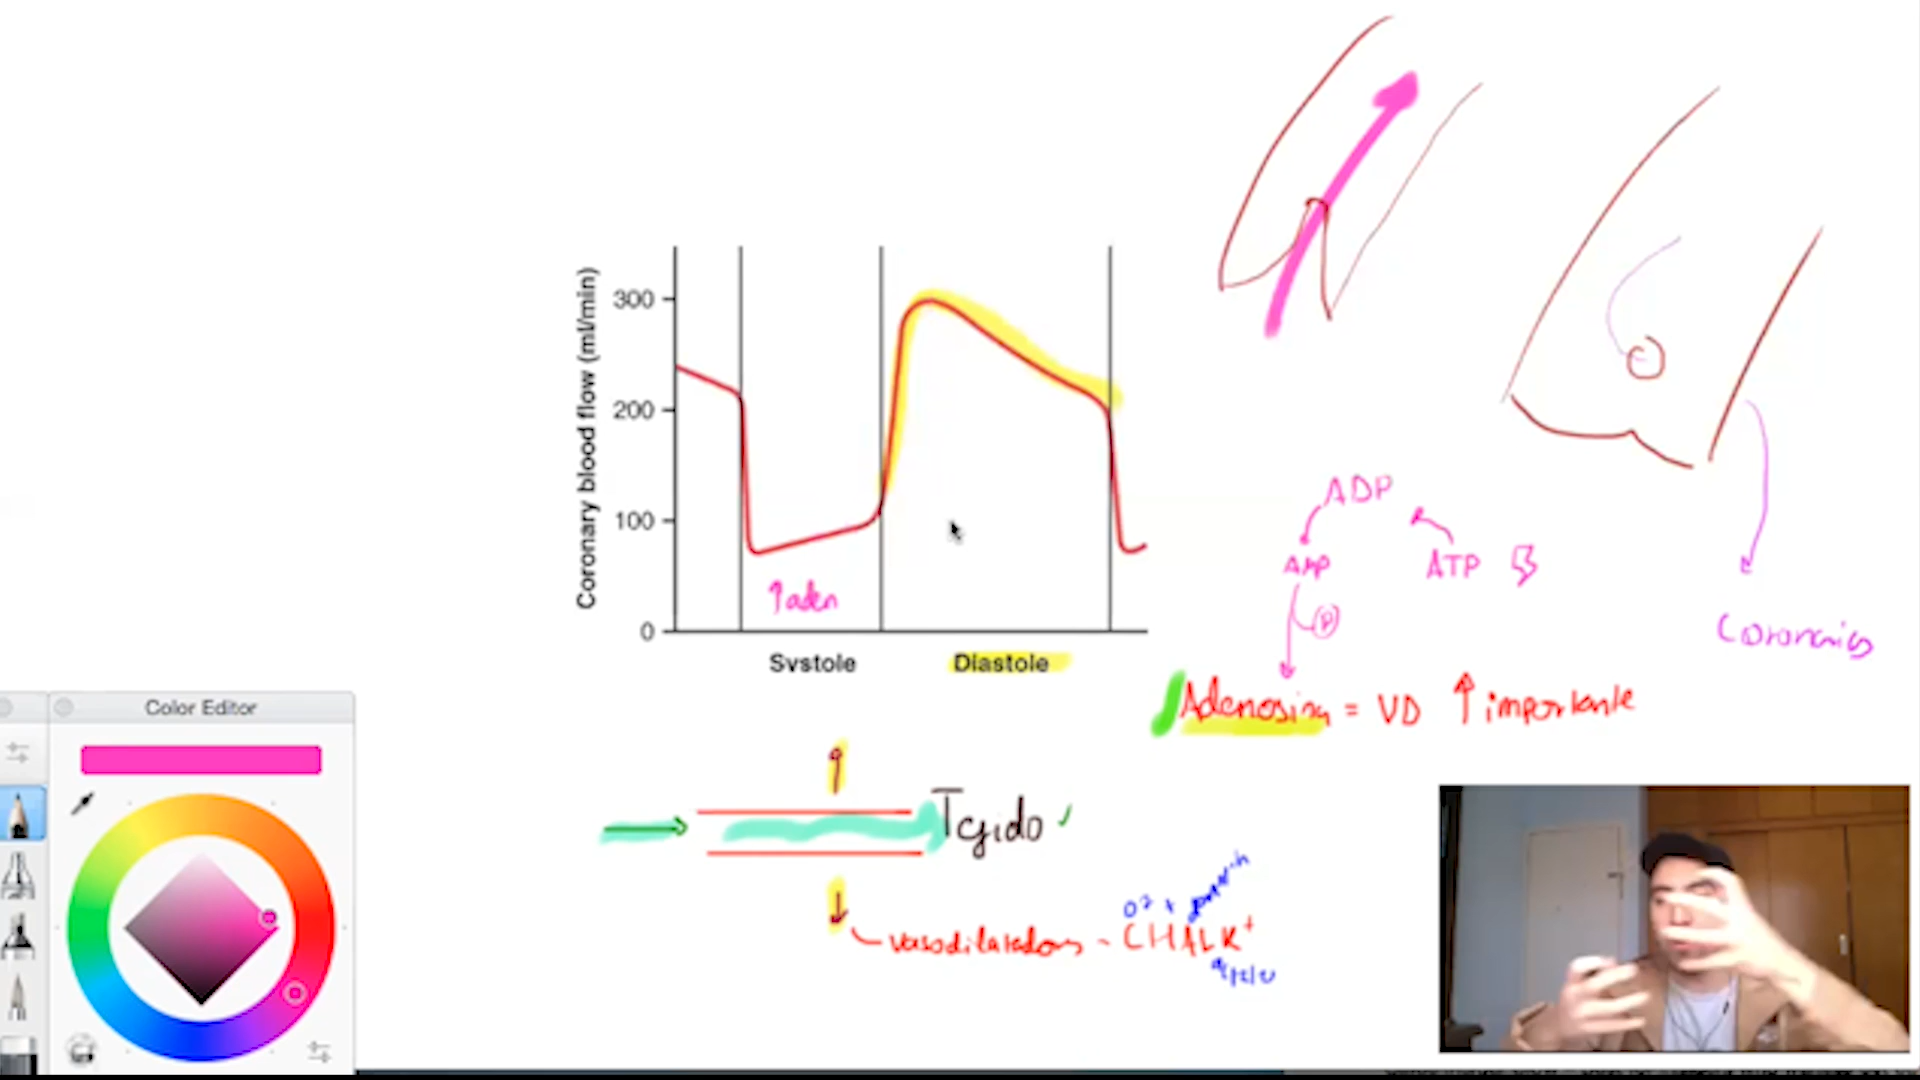 Coronary blood flow (ml/min)
300
200
100
0
↑ aden
Systole
Diastole
ADP
AMP
ATP
P
Coronarias
Adenosina = VD ↑ importante
Tejido
vasodilatadores - CHALK+
Color Editor